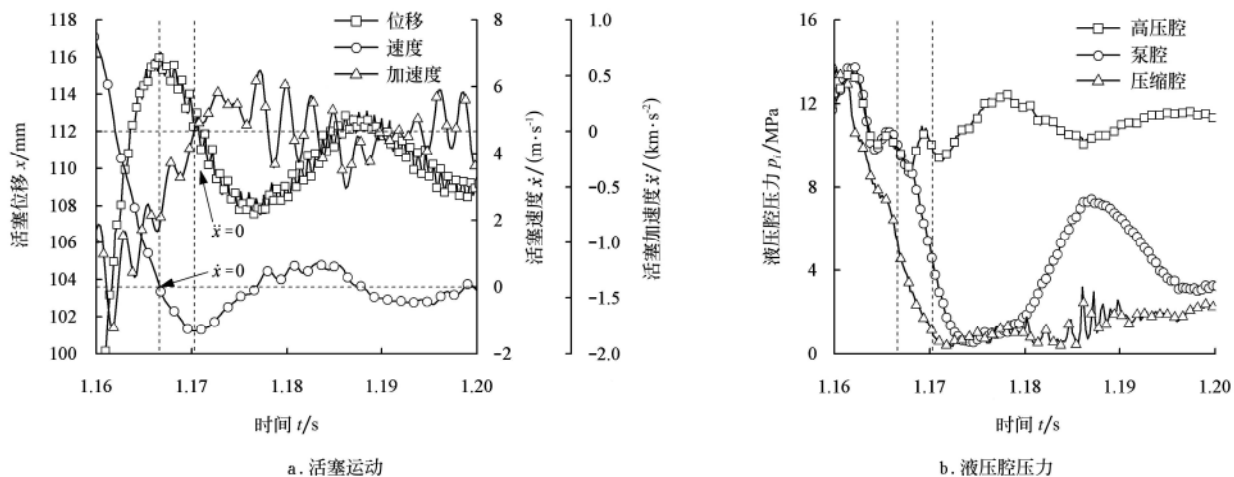 118
116
114
112
110
108
106
104
102
100
活塞位移 x/mm
1.16
1.17
1.18
1.19
1.20
时间 t/s
位移
速度
加速度
ẍ=0
ẋ=0
8
6
4
2
0
-2
活塞速度 ẋ/(m·s⁻¹)
1.0
0.5
0
-0.5
-1.0
-1.5
-2.0
活塞加速度 ẍ/(km·s⁻²)
a.活塞运动
16
12
8
4
0
液压腔压力 pᵢ/MPa
高压腔
泵腔
压缩腔
1.16
1.17
1.18
1.19
1.20
时间 t/s
b.液压腔压力